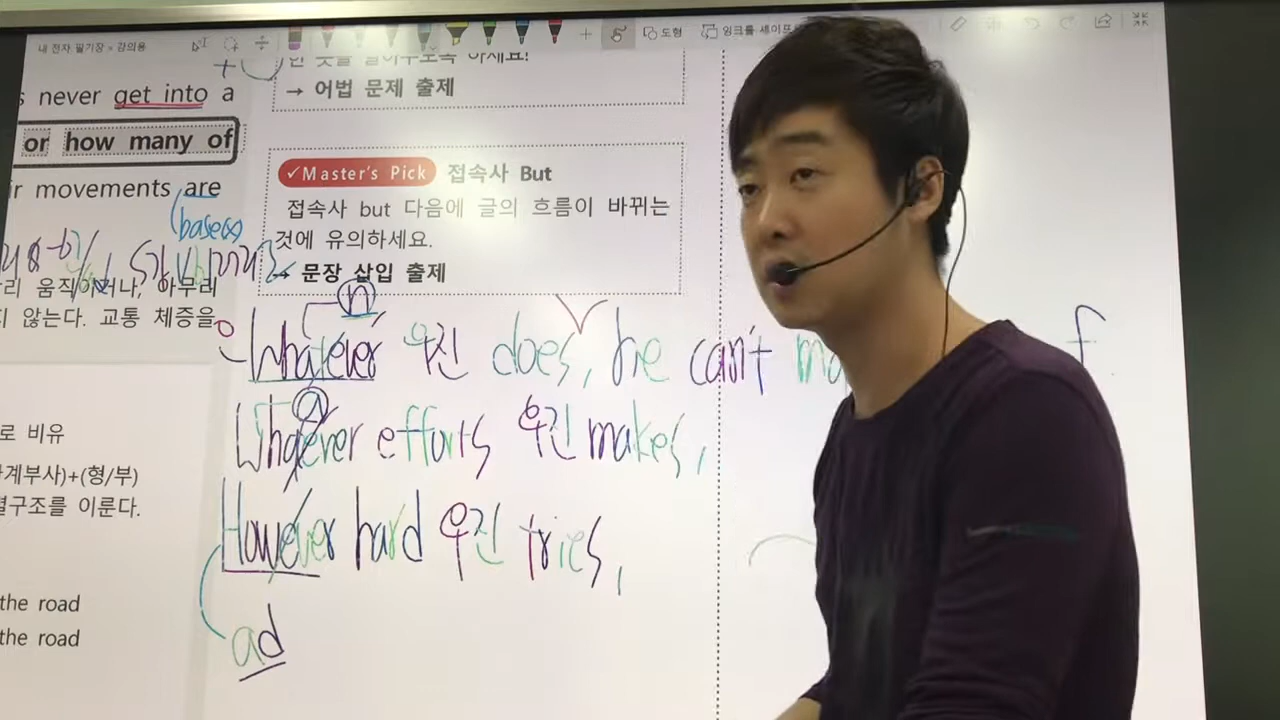 내 전자 필기장 » 강의용
도형
잉크를 셰이프
never get into a
or how many of
movements are
base(x)
리 움직이거나, 아무리
지 않는다. 교통 체증을
로 비유
계부사)+(형/부)
결구조를 이룬다.
the road
the road
→ 어법 문제 출제
✓Master's Pick 접속사 But
접속사 but 다음에 글의 흐름이 바뀌는
것에 유의하세요.
→ 문장 삽입 출제
n
Whatever 우진 does, he can't
a
Whatever efforts 우진 makes,
However hard 우진 tries,
ad